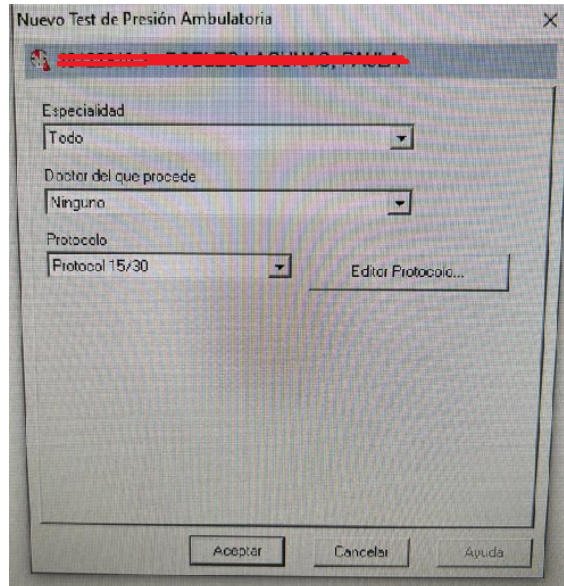 Nuevo Test de Presión Ambulatoria
Especialidad
Todo
Doctor del que procede
Ninguno
Protocolo
Protocol 15/30
Editor Protocolo...
Aceptar Cancelar Ayuda